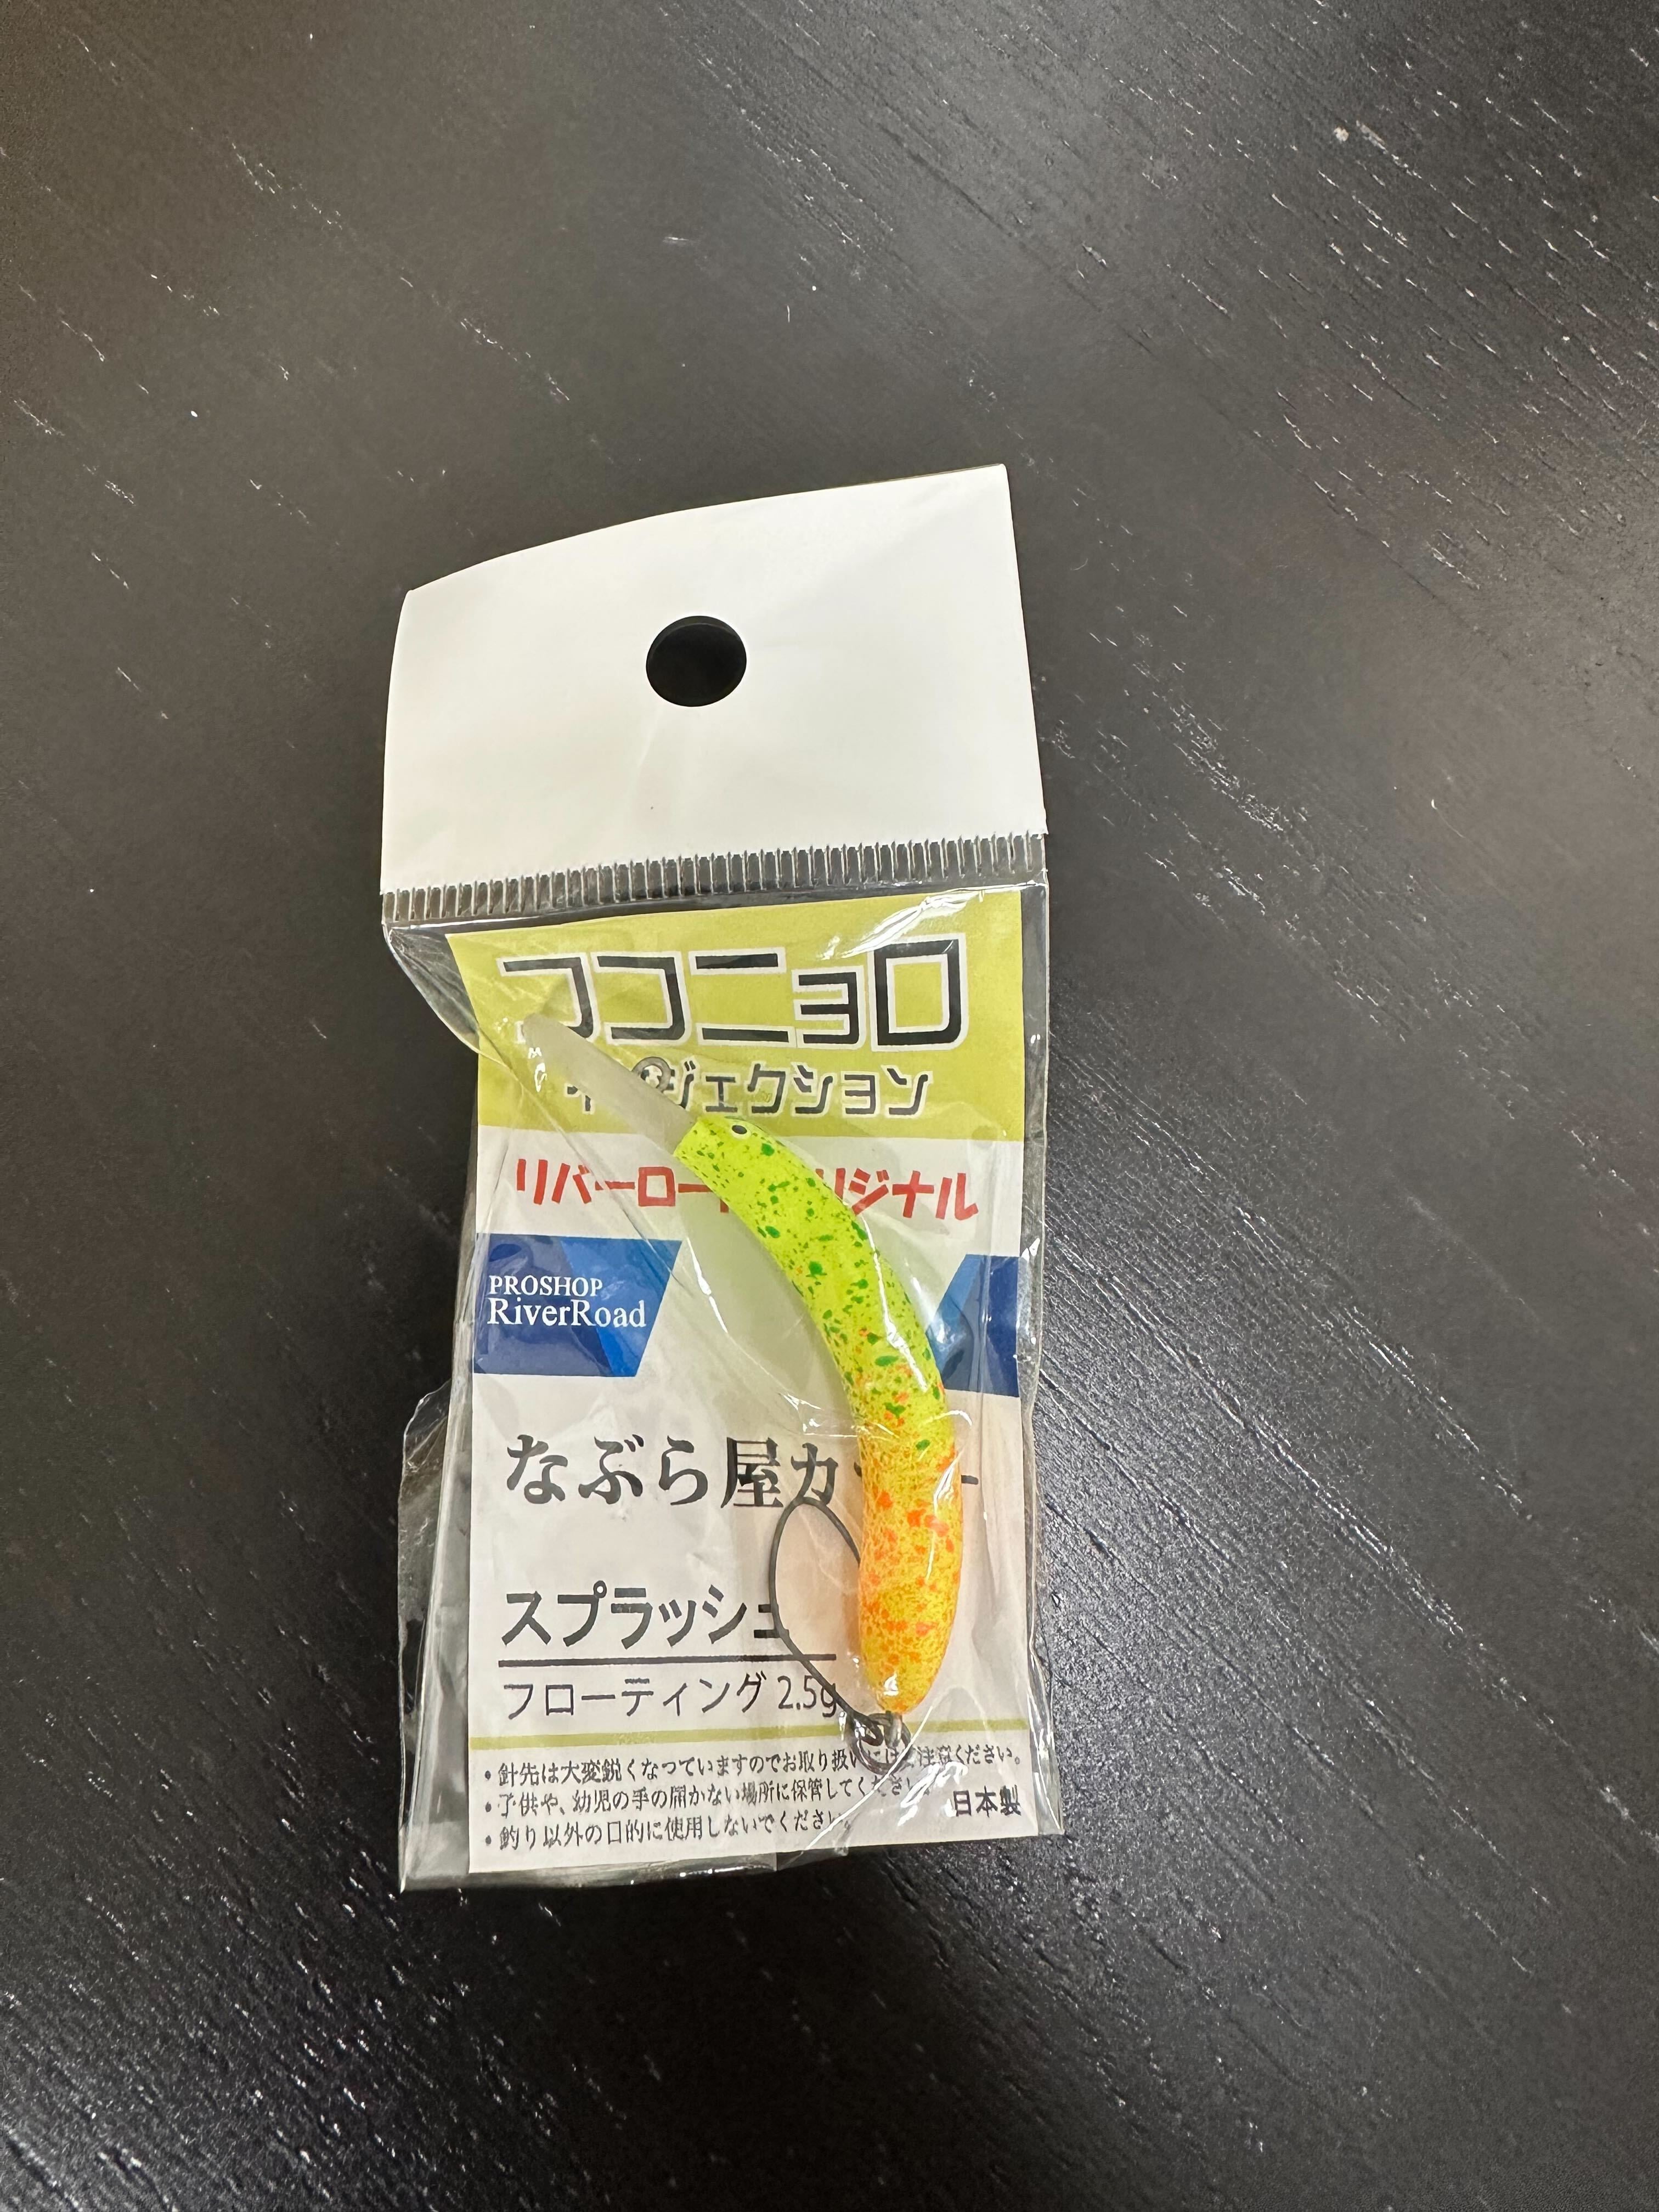 ココニョロ
ジェクション
リバーロー リジナル
PROSHOP
RiverRoad
なぶら屋カ
スプラッシュ
フローティング 2.5g
・針先は大変鋭くなっていますのでお取り扱いにはご注意ください。
・子供や、幼児の手の届かない場所に保管してください
・釣り以外の目的に使用しないでください。
日本製